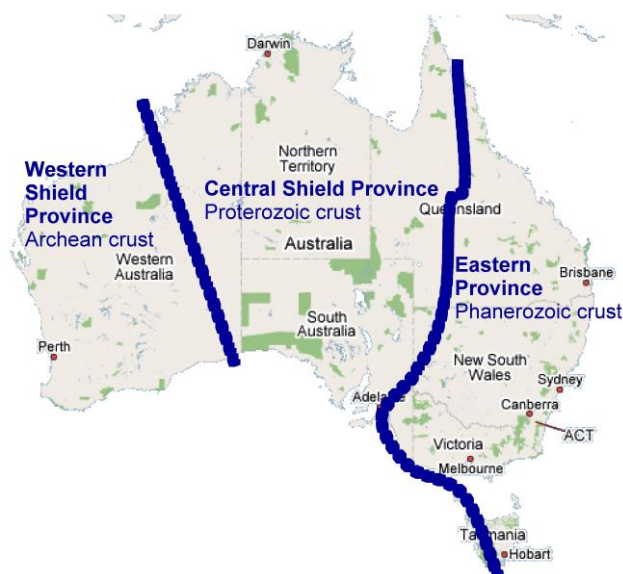 Darwin
Northern
Territory
Western
Shield
Province
Archean crust
Central Shield Province
Proterozoic crust
Queensland
Western
Australia
Australia
Eastern
Province
Phanerozoic crust
Brisbane
South
Australia
Perth
New South
Wales
Sydney
Adelaide
Canberra
ACT
Victoria
Melbourne
Tasmania
Hobart